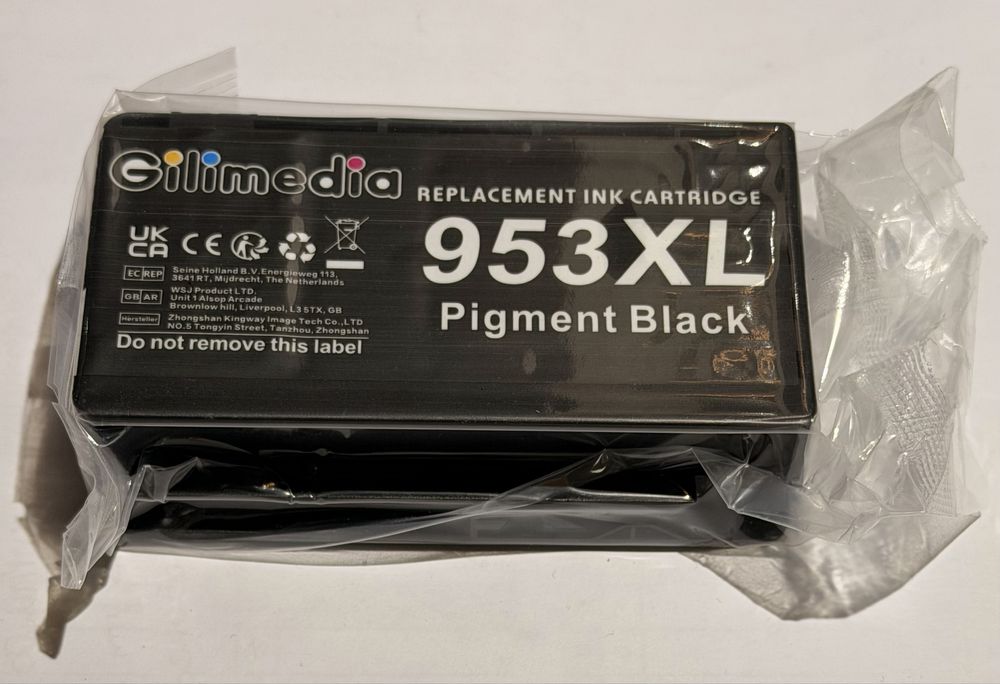 Gilimedia
REPLACEMENT INK CARTRIDGE
953XL
Pigment Black
UK
CA
CE
EC REP
Seine Holland B.V. Energieweg 113,
3641 RT, Mijdrecht, The Netherlands
GB AR
WSJ Product LTD.
Unit 1 Alsop Arcade
Brownlow hill, Liverpool, L3 5TX, GB
Hersteller
Zhongshan Kingway Image Tech Co.,LTD
NO.5 Tongyin Street, Tanzhou, Zhongshan
Do not remove this label